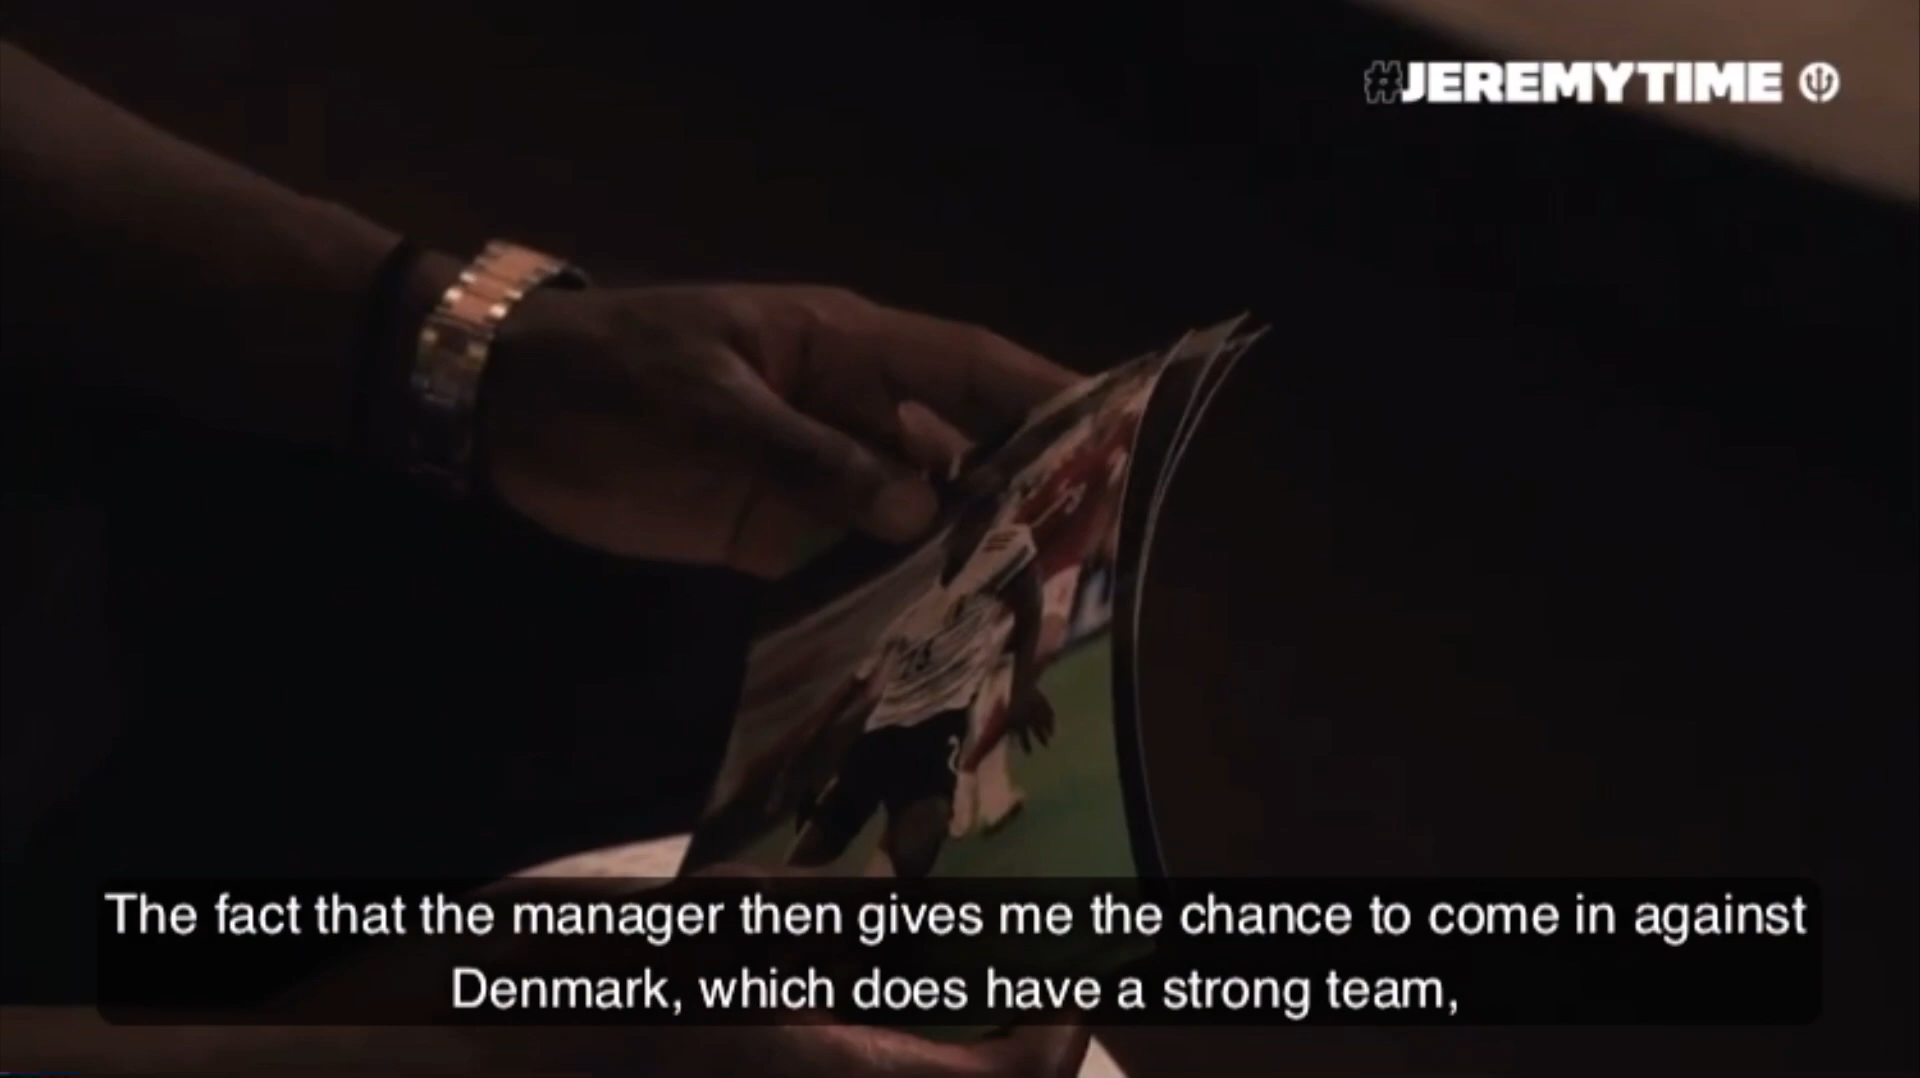 #JEREMYTIME
The fact that the manager then gives me the chance to come in against
Denmark, which does have a strong team,